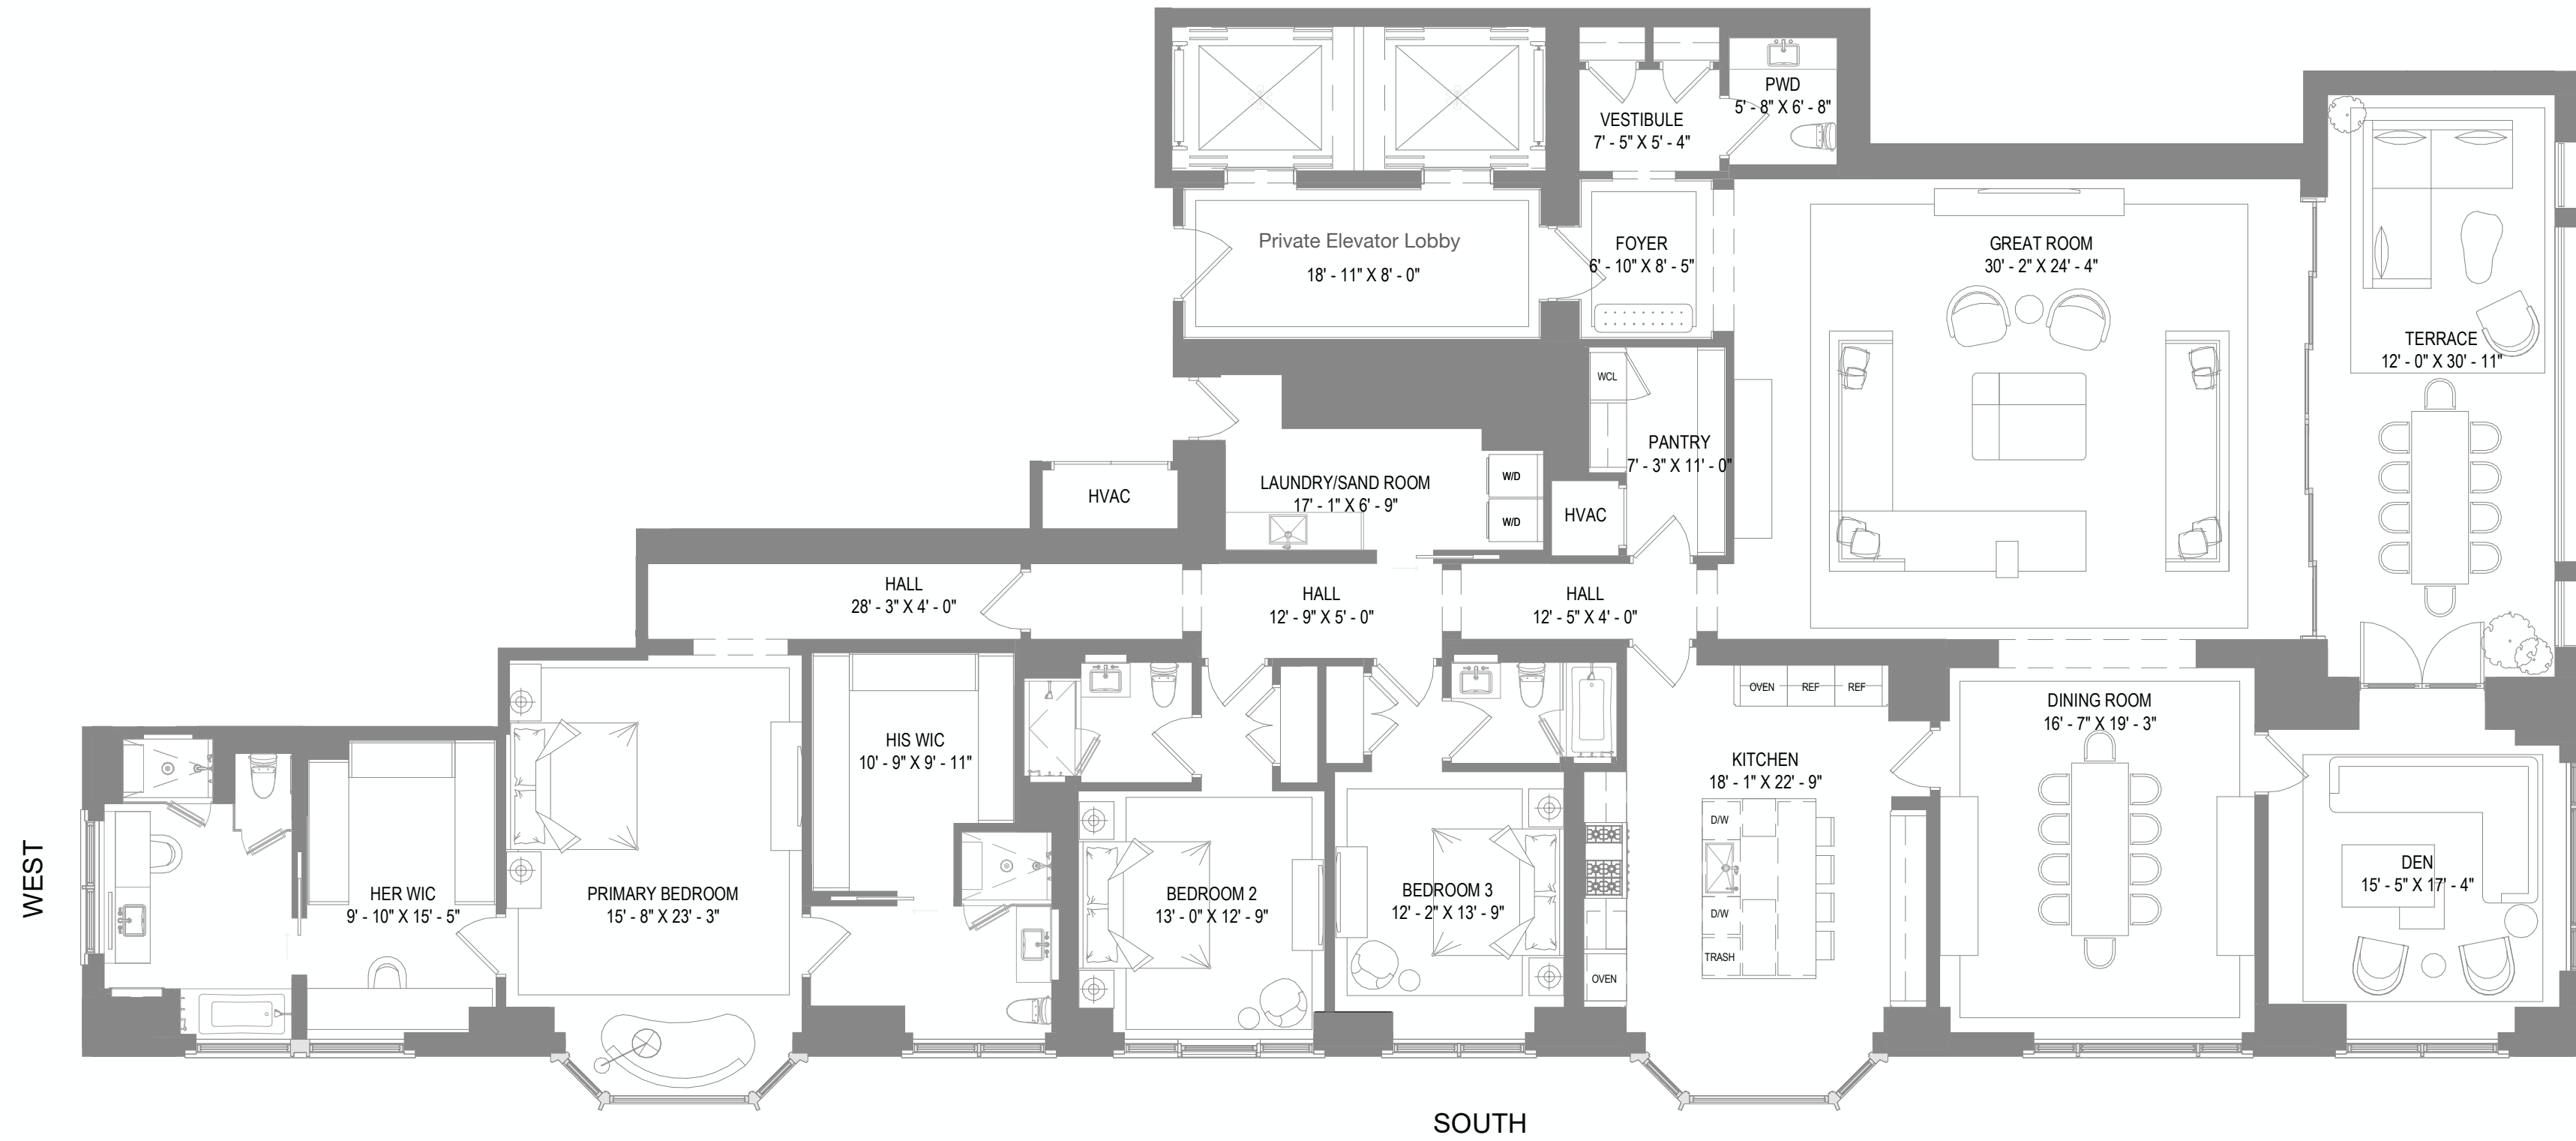 PWD
5' - 8" X 6' - 8"
VESTIBULE
7' - 5" X 5' - 4"
Private Elevator Lobby
18' - 11" X 8' - 0"
FOYER
6' - 10" X 8' - 5"
GREAT ROOM
30' - 2" X 24' - 4"
TERRACE
12' - 0" X 30' - 11"
WCL
PANTRY
7' - 3" X 11' - 0"
LAUNDRY/SAND ROOM
17' - 1" X 6' - 9"
W/D
W/D
HVAC
HVAC
HALL
28' - 3" X 4' - 0"
HALL
12' - 9" X 5' - 0"
HALL
12' - 5" X 4' - 0"
OVEN
REF
REF
DINING ROOM
16' - 7" X 19' - 3"
HIS WIC
10' - 9" X 9' - 11"
KITCHEN
18' - 1" X 22' - 9"
D/W
D/W
TRASH
OVEN
HER WIC
9' - 10" X 15' - 5"
PRIMARY BEDROOM
15' - 8" X 23' - 3"
BEDROOM 2
13' - 0" X 12' - 9"
BEDROOM 3
12' - 2" X 13' - 9"
DEN
15' - 5" X 17' - 4"
WEST
SOUTH